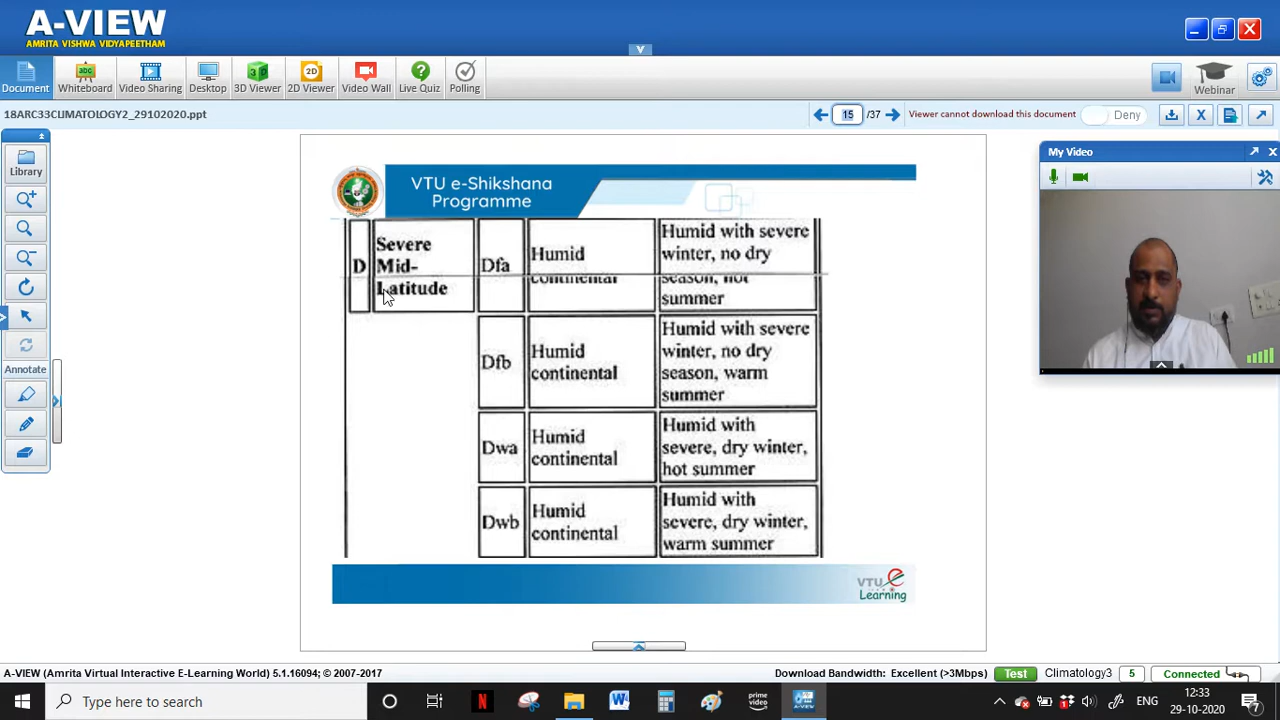 A-VIEW
AMRITA VISHWA VIDYAPEETHAM
V
Document
Whiteboard
Video Sharing
Desktop
3D Viewer
2D Viewer
Video Wall
Live Quiz
Polling
Webinar
18ARC33CLIMATOLOGY2_29102020.ppt
15 /37
Viewer cannot download this document
Deny
Library
Annotate
My Video
VTU e-Shikshana
Programme
D
Severe
Mid-
Latitude
Dfa
Humid
continental
Humid with severe
winter, no dry
season, hot
summer
Dfb
Humid
continental
Humid with severe
winter, no dry
season, warm
summer
Dwa
Humid
continental
Humid with
severe, dry winter,
hot summer
Dwb
Humid
continental
Humid with
severe, dry winter,
warm summer
VTU e
Learning
A-VIEW (Amrita Virtual Interactive E-Learning World) 5.1.16094; © 2007-2017
Download Bandwidth: Excellent (>3Mbps)
Test
Climatology3
5
Connected
Type here to search
prime
video
ENG
12:33
29-10-2020
7